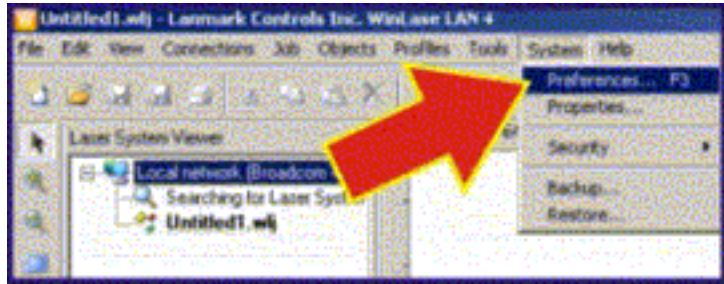 Untitled1.wlj - Lanmark Controls Inc. WinLase LAN 4
File Edit View Connections Job Objects Profiles Tools System Help
Preferences... F3
Properties...
Laser System Viewer
Security
Local network (Broadcom
Searching for Laser Syste
Backup...
Untitled1.wlj
Restore...